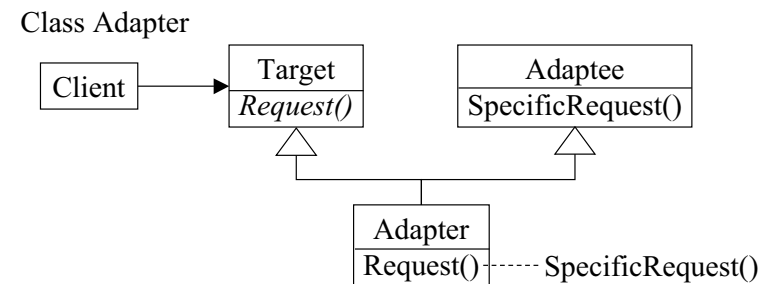 Class Adapter
Client
Target
Request()
Adaptee
SpecificRequest()
Adapter
Request()
SpecificRequest()